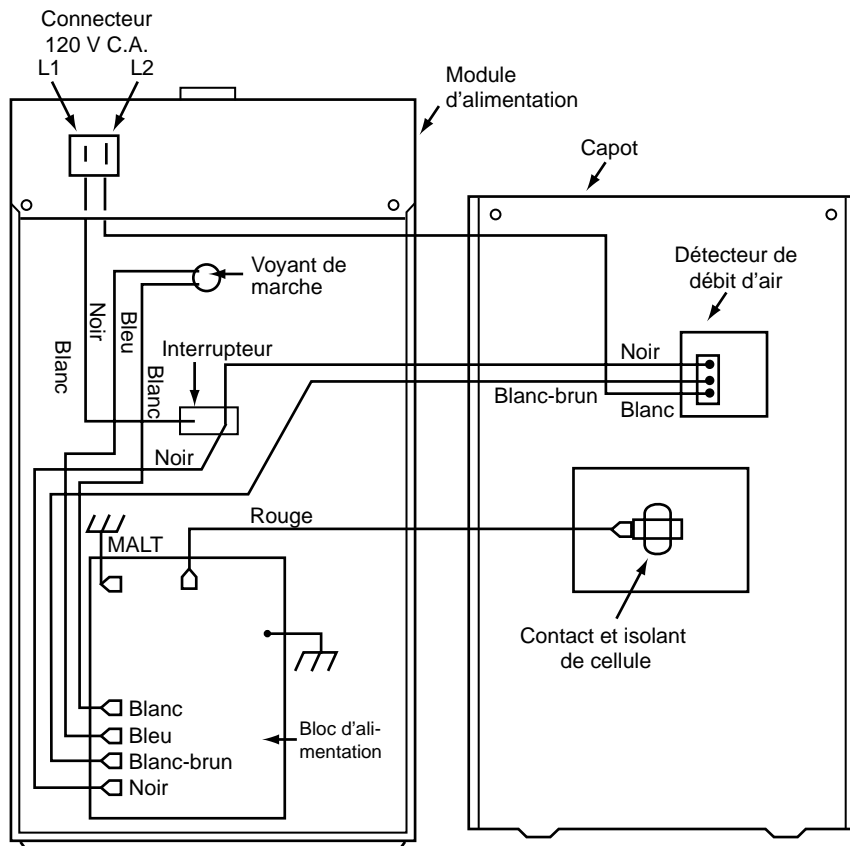 Connecteur
120 V C.A.
L1 L2
Module
d'alimentation
Capot
Voyant de
marche
Détecteur de
débit d'air
Noir
Bleu
Blanc
Blanc
Interrupteur
Noir
Noir
Blanc-brun
Blanc
Rouge
MALT
Contact et isolant
de cellule
Blanc
Bleu
Blanc-brun
Noir
Bloc d'ali-
mentation